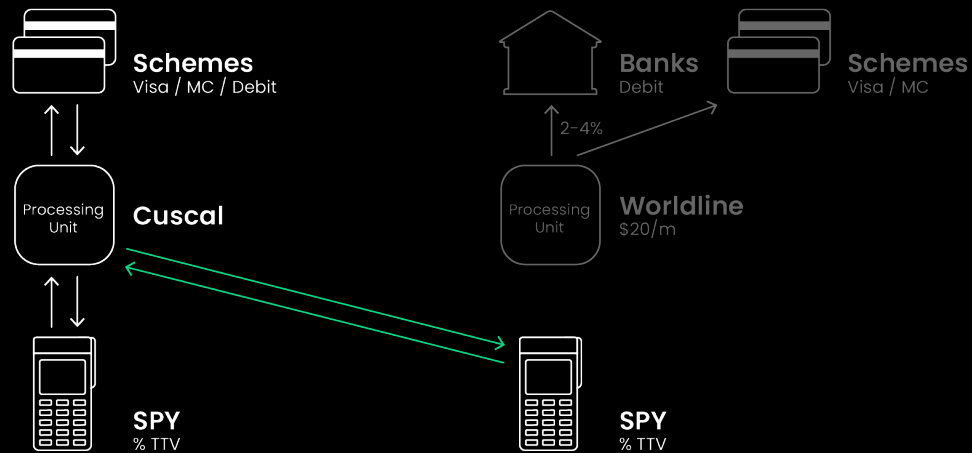 Schemes
Visa / MC / Debit
Banks
Debit
Schemes
Visa / MC
2-4%
Processing
Unit
Cuscal
Processing
Unit
Worldline
$20/m
SPY
% TTV
SPY
% TTV